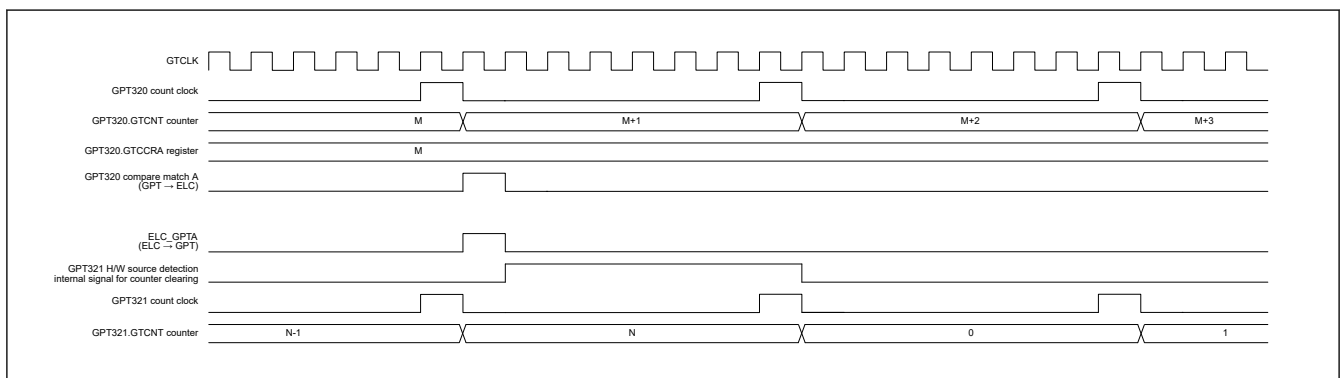 GTCLK
GPT320 count clock
GPT320.GTCNT counter M M+1 M+2 M+3
GPT320.GTCCRA register M
GPT320 compare match A
(GPT → ELC)
ELC_GPTA
(ELC → GPT)
GPT321 H/W source detection
internal signal for counter clearing
GPT321 count clock
GPT321.GTCNT counter N-1 N 0 1